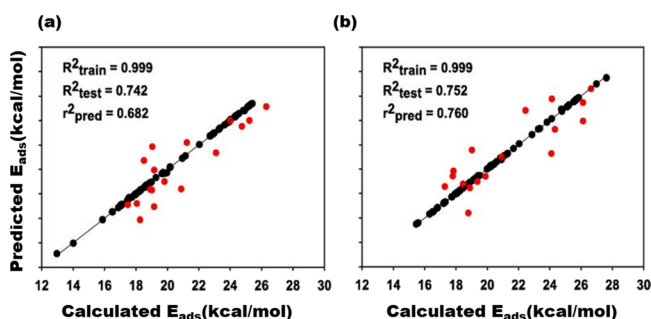 (a)
R²train = 0.999
R²test = 0.742
r²pred = 0.682
Predicted Eads(kcal/mol)
12 14 16 18 20 22 24 26 28 30
Calculated Eads(kcal/mol)
(b)
R²train = 0.999
R²test = 0.752
r²pred = 0.760
12 14 16 18 20 22 24 26 28 30
Calculated Eads(kcal/mol)